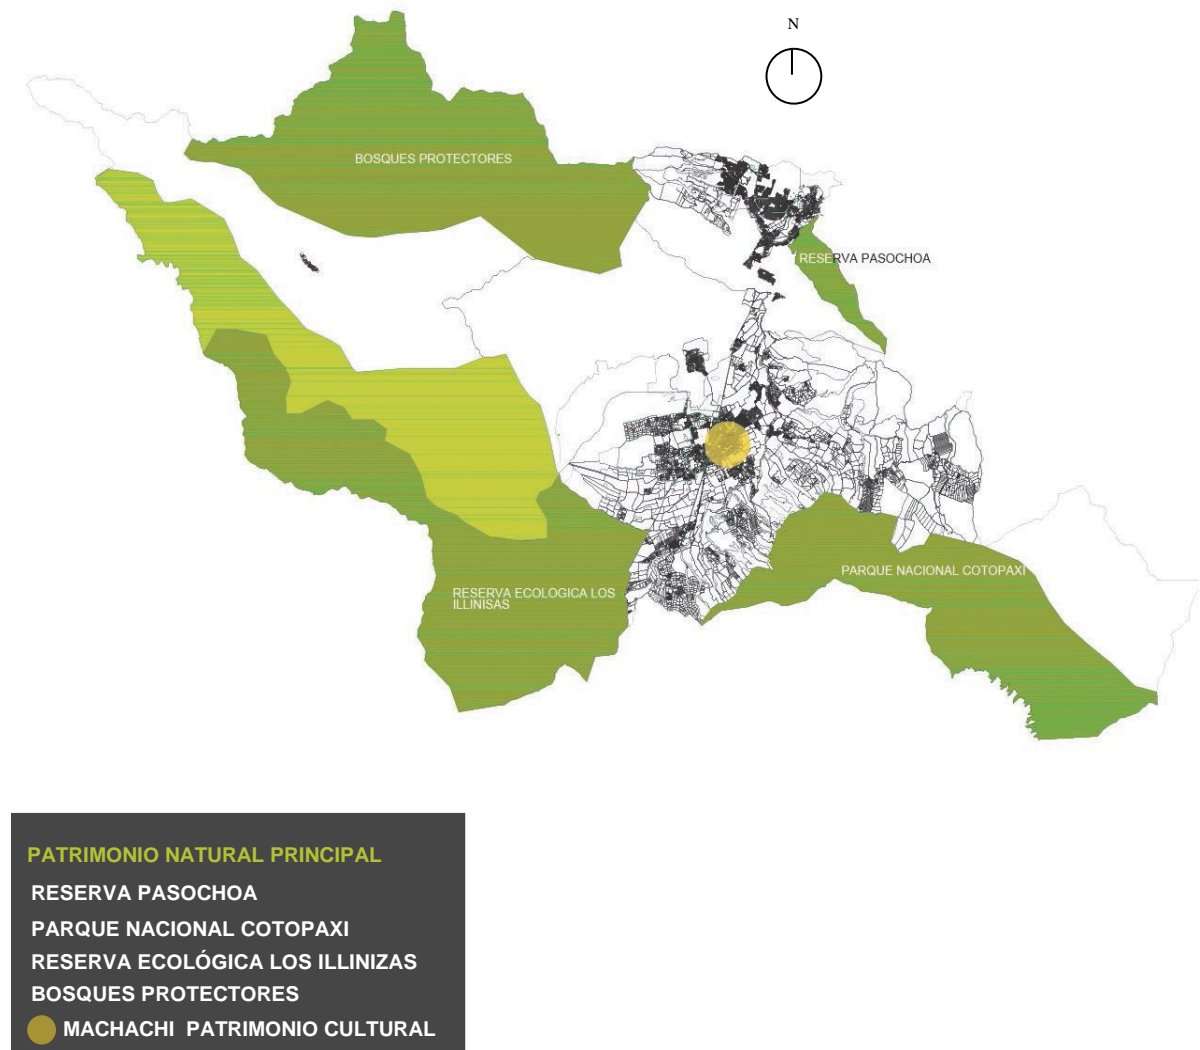 N
BOSQUES PROTECTORES
RESERVA PASOCHOA
PARQUE NACIONAL COTOPAXI
RESERVA ECOLOGICA LOS
ILLINISAS
PATRIMONIO NATURAL PRINCIPAL
RESERVA PASOCHOA
PARQUE NACIONAL COTOPAXI
RESERVA ECOLÓGICA LOS ILLINIZAS
BOSQUES PROTECTORES
MACHACHI PATRIMONIO CULTURAL